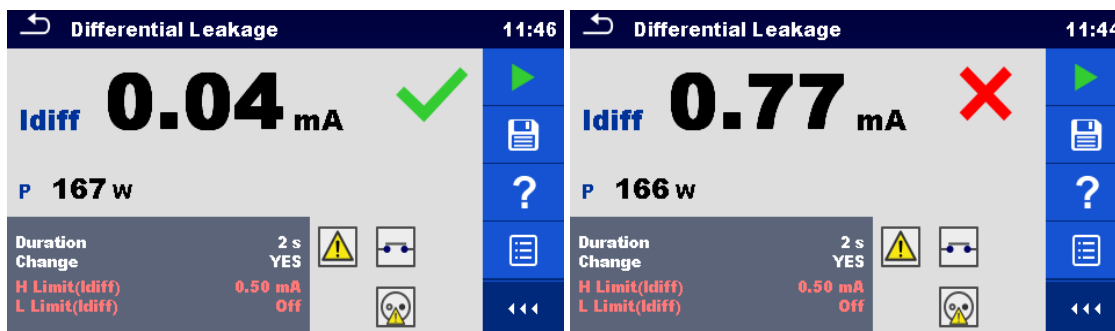 Differential Leakage 11:46
Idiff 0.04 mA
P 167 W
Duration 2 s
Change YES
H Limit(Idiff) 0.50 mA
L Limit(Idiff) Off
?
Differential Leakage 11:44
Idiff 0.77 mA
P 166 W
Duration 2 s
Change YES
H Limit(Idiff) 0.50 mA
L Limit(Idiff) Off
?